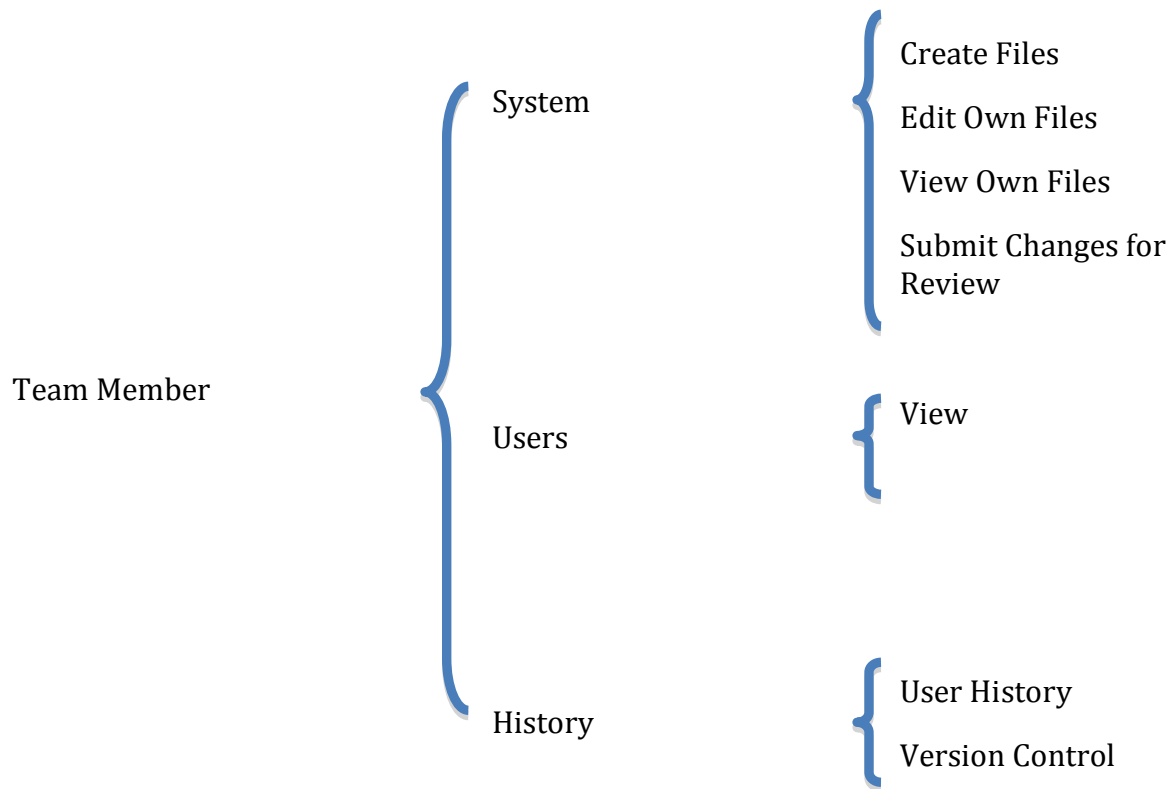 Team Member
System
Create Files
Edit Own Files
View Own Files
Submit Changes for
Review
Users
View
History
User History
Version Control